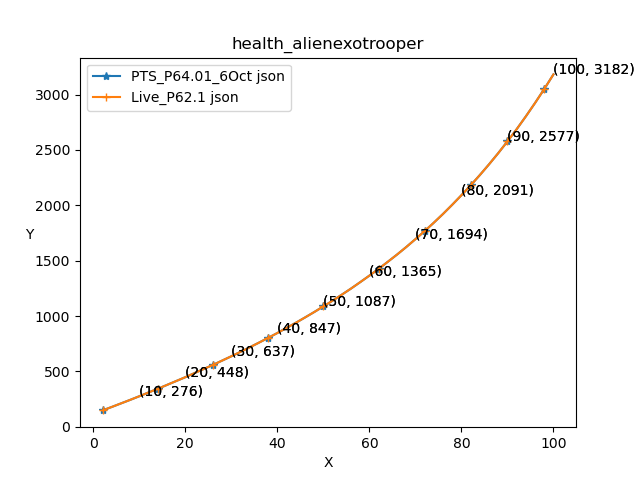 health_alienexotrooper
PTS_P64.01_6Oct json
Live_P62.1 json
Y
3000
2500
2000
1500
1000
500
0
(100, 3182)
(90, 2577)
(80, 2091)
(70, 1694)
(60, 1365)
(50, 1087)
(40, 847)
(30, 637)
(20, 448)
(10, 276)
0 20 40 60 80 100
X